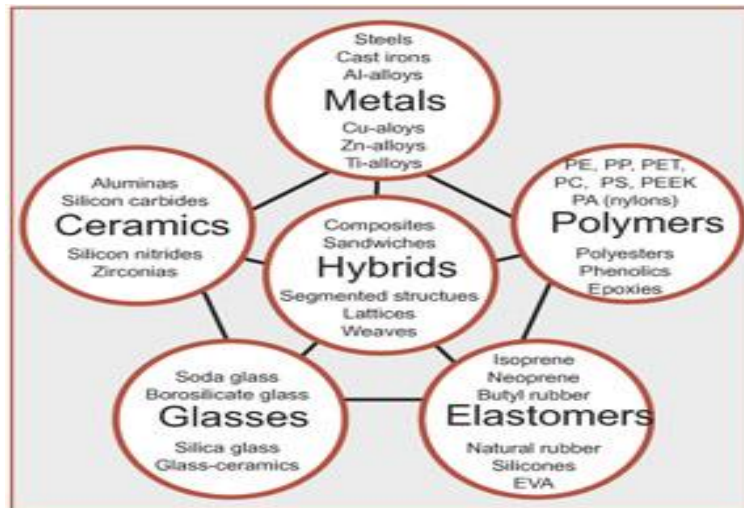 Steels
Cast irons
Al-alloys
Metals
Cu-aloys
Zn-alloys
Ti-alloys
Aluminas
Silicon carbides
Ceramics
Silicon nitrides
Zirconias
PE, PP, PET,
PC, PS, PEEK
PA (nylons)
Polymers
Polyesters
Phenolics
Epoxies
Composites
Sandwiches
Hybrids
Segmented structues
Lattices
Weaves
Soda glass
Borosilicate glass
Glasses
Silica glass
Glass-ceramics
Isoprene
Neoprene
Butyl rubber
Elastomers
Natural rubber
Silicones
EVA